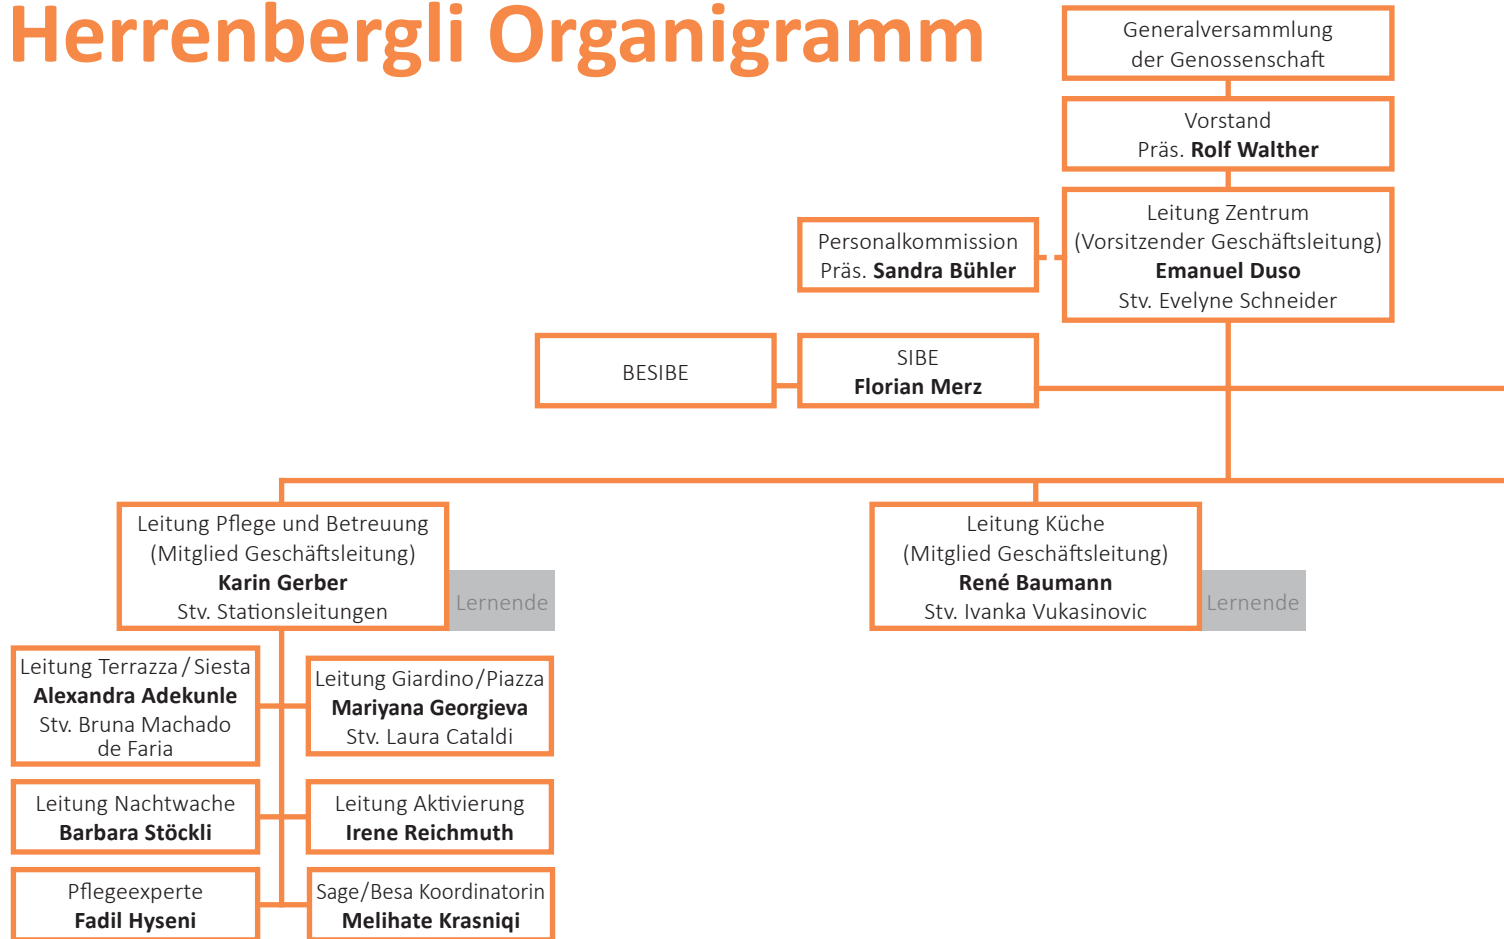 Herrenbergli Organigramm
Generalversammlung
der Genossenschaft
Vorstand
Präs. Rolf Walther
Leitung Zentrum
(Vorsitzender Geschäftsleitung)
Emanuel Duso
Stv. Evelyne Schneider
Personalkommission
Präs. Sandra Bühler
BESIBE
SIBE
Florian Merz
Leitung Pflege und Betreuung
(Mitglied Geschäftsleitung)
Karin Gerber
Stv. Stationsleitungen
Lernende
Leitung Küche
(Mitglied Geschäftsleitung)
René Baumann
Stv. Ivanka Vukasinovic
Lernende
Leitung Terrazza/Siesta
Alexandra Adekunle
Stv. Bruna Machado
de Faria
Leitung Giardino/Piazza
Mariyana Georgieva
Stv. Laura Cataldi
Leitung Nachtwache
Barbara Stöckli
Leitung Aktivierung
Irene Reichmuth
Pflegeexperte
Fadil Hyseni
Sage/Besa Koordinatorin
Melihate Krasniqi